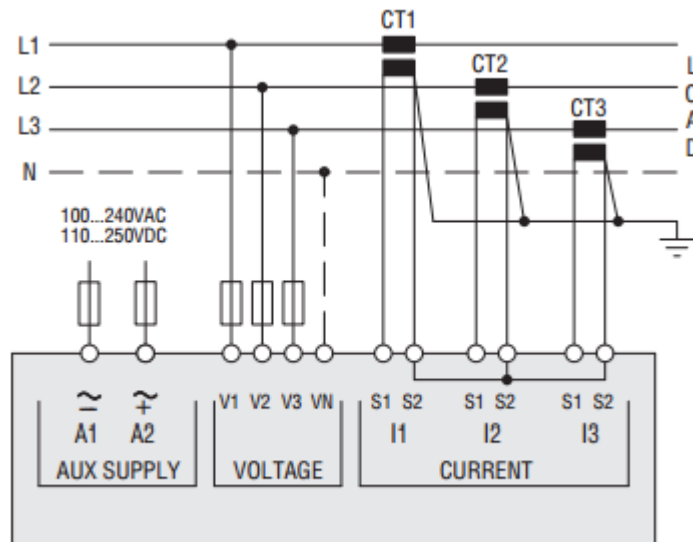 CT1
L1
CT2
L2
CT3
L3
N
LOAD
100...240VAC
110...250VDC
V1 V2 V3 VN
S1 S2 S1 S2 S1 S2
A1 A2
I1 I2 I3
AUX SUPPLY VOLTAGE CURRENT